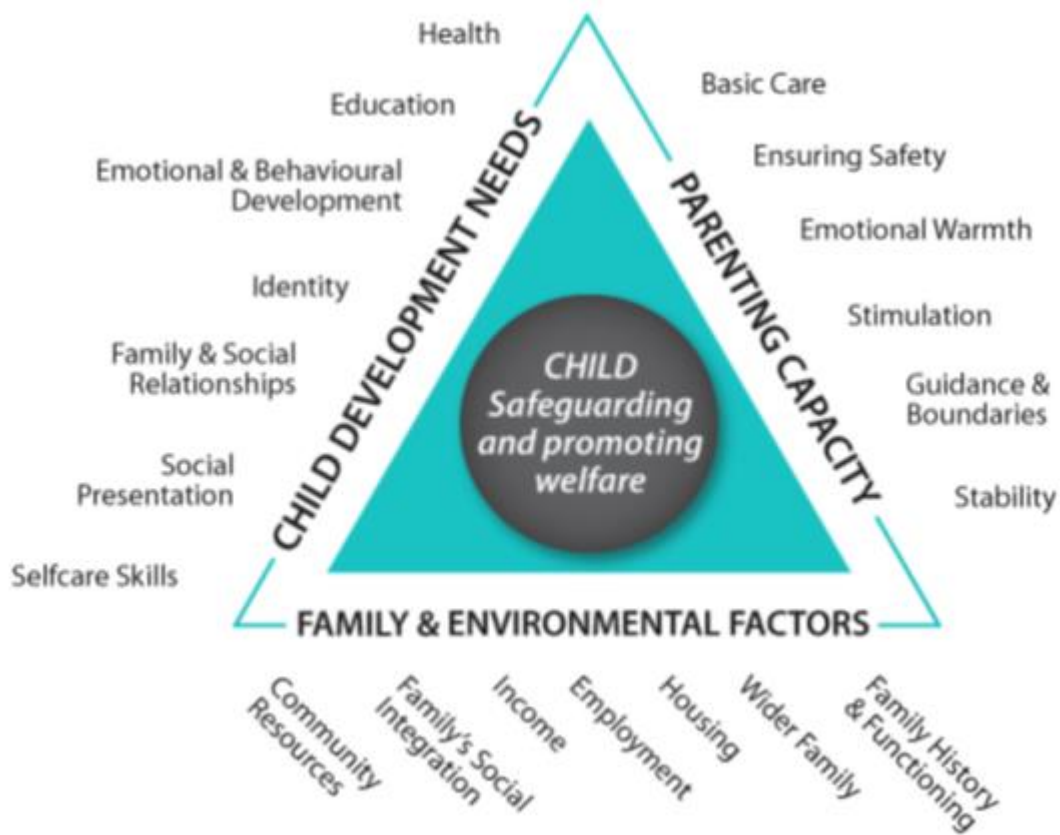 Health
Education
Emotional & Behavioural
Development
Identity
Family & Social
Relationships
Social
Presentation
Selfcare Skills
CHILD DEVELOPMENT NEEDS
CHILD
Safeguarding
and promoting
welfare
PARENTING CAPACITY
Basic Care
Ensuring Safety
Emotional Warmth
Stimulation
Guidance &
Boundaries
Stability
FAMILY & ENVIRONMENTAL FACTORS
Community
Resources
Family's Social
Integration
Income
Employment
Housing
Wider Family
Family History
& Functioning